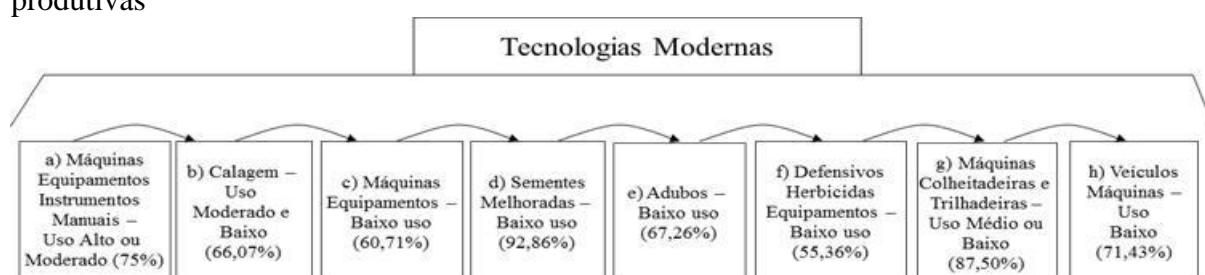 produtivas
Tecnologias Modernas
a) Máquinas
Equipamentos
Instrumentos
Manuais –
Uso Alto ou
Moderado (75%)
b) Calagem –
Uso
Moderado e
Baixo
(66,07%)
c) Máquinas
Equipamentos –
Baixo uso
(60,71%)
d) Sementes
Melhoradas –
Baixo uso
(92,86%)
e) Adubos –
Baixo uso
(67,26%)
f) Defensivos
Herbicidas
Equipamentos –
Baixo uso
(55,36%)
g) Máquinas
Colheitadeiras e
Trilhadeiras –
Uso Médio ou
Baixo
(87,50%)
h) Veículos
Máquinas –
Uso
Baixo
(71,43%)